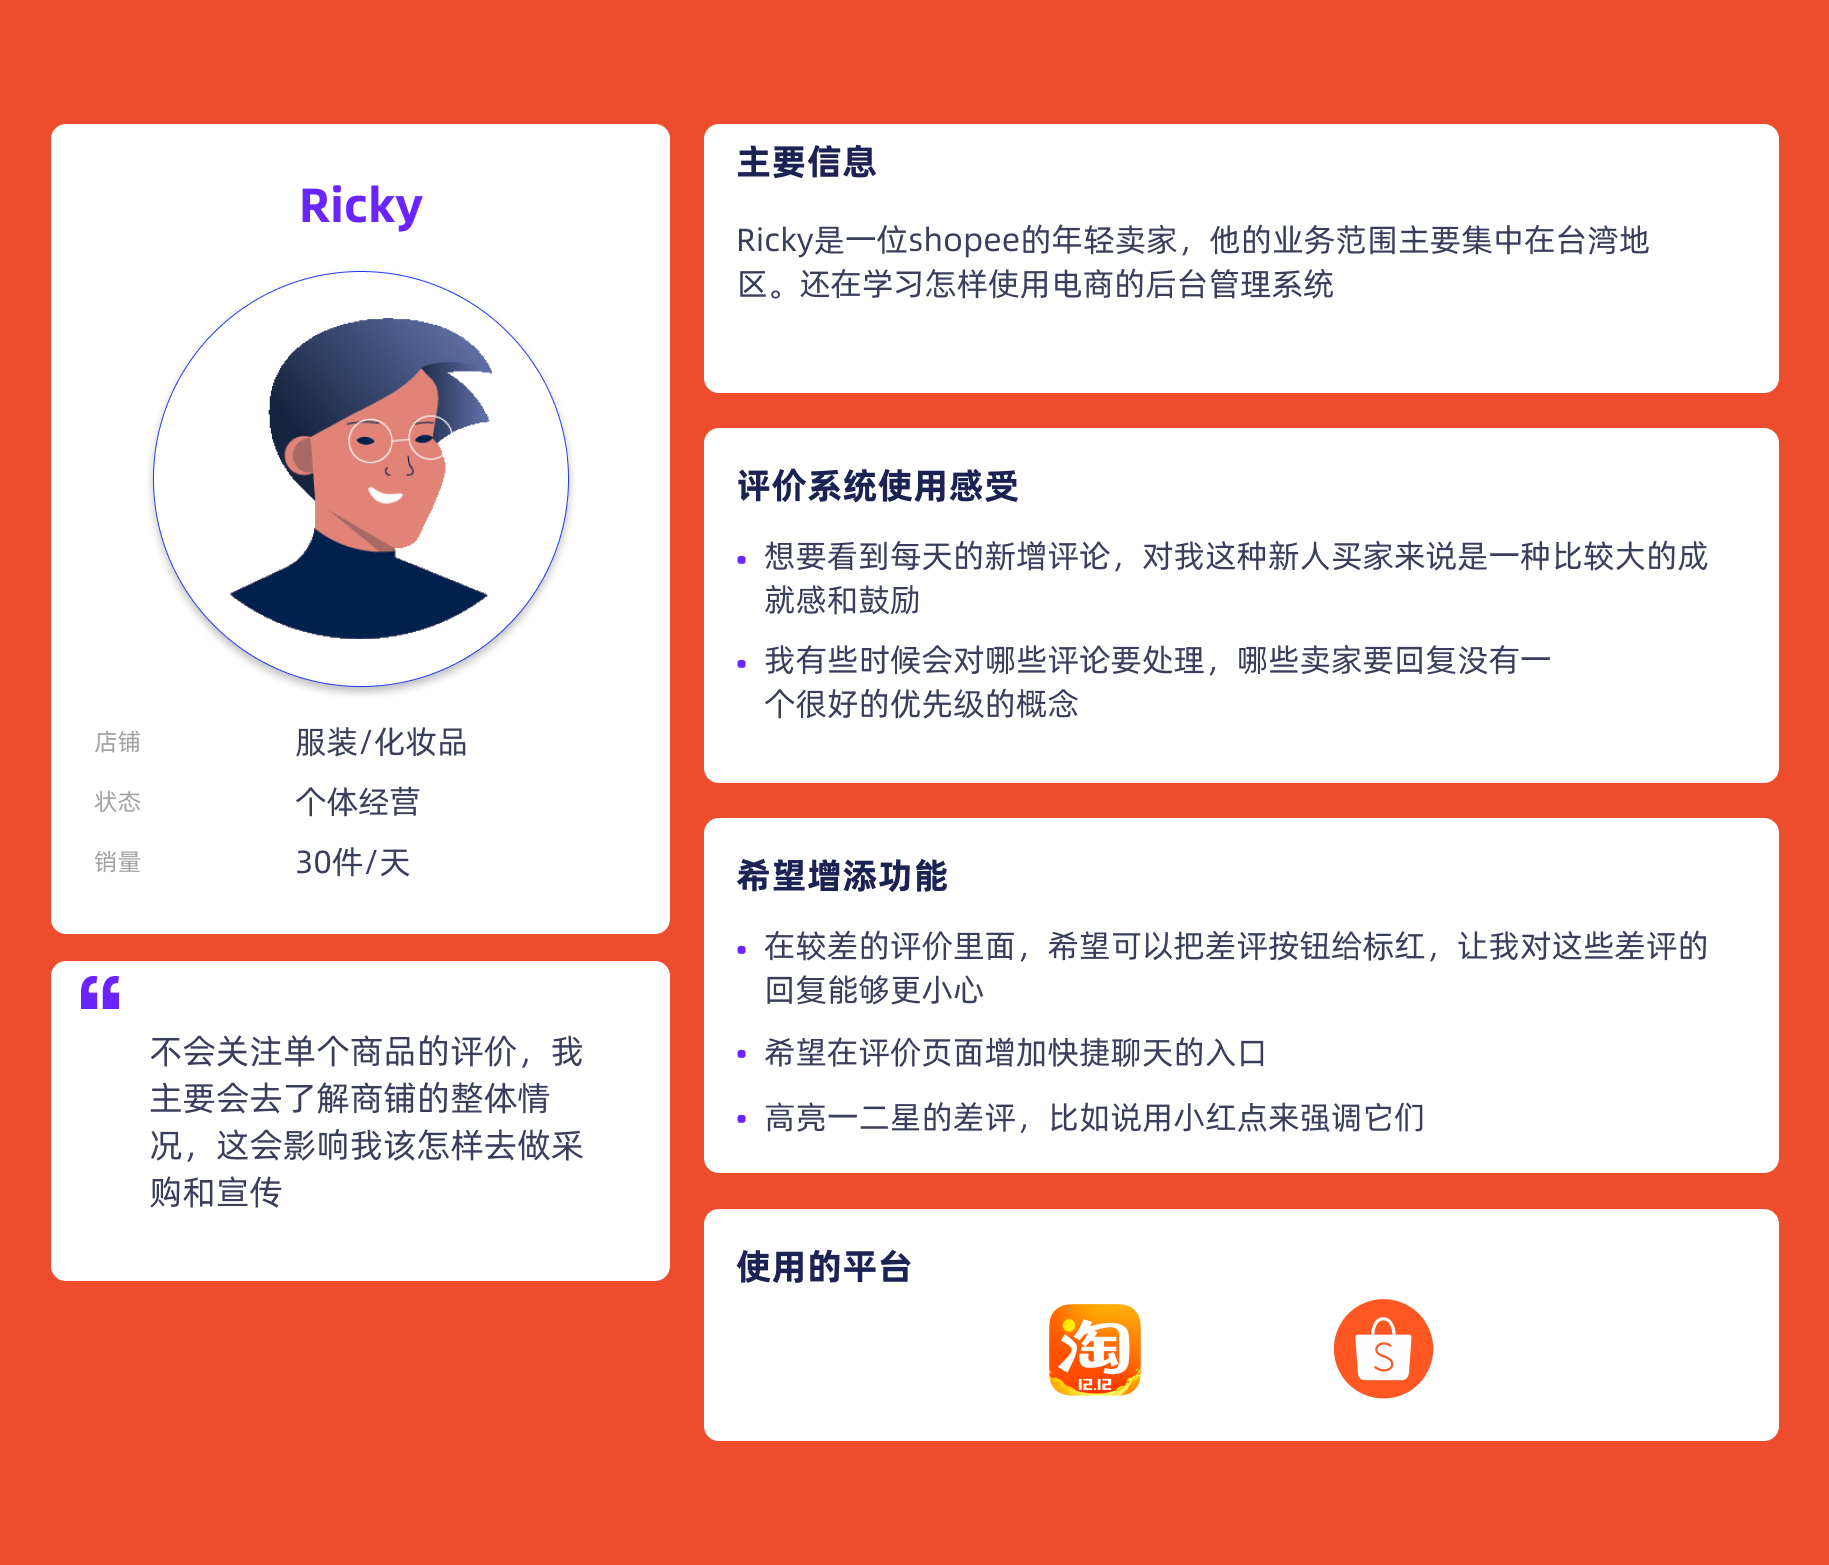 Ricky
店铺 服装/化妆品
状态 个体经营
销量 30件/天
“
不会关注单个商品的评价，我
主要会去了解商铺的整体情
况，这会影响我该怎样去做采
购和宣传
主要信息
Ricky是一位shopee的年轻卖家，他的业务范围主要集中在台湾地
区。还在学习怎样使用电商的后台管理系统
评价系统使用感受
• 想要看到每天的新增评论，对我这种新人买家来说是一种比较大的成
就感和鼓励
• 我有些时候会对哪些评论要处理，哪些卖家要回复没有一
个很好的优先级的概念
希望增添功能
• 在较差的评价里面，希望可以把差评按钮给标红，让我对这些差评的
回复能够更小心
• 希望在评价页面增加快捷聊天的入口
• 高亮一二星的差评，比如说用小红点来强调它们
使用的平台
淘
12.12
S